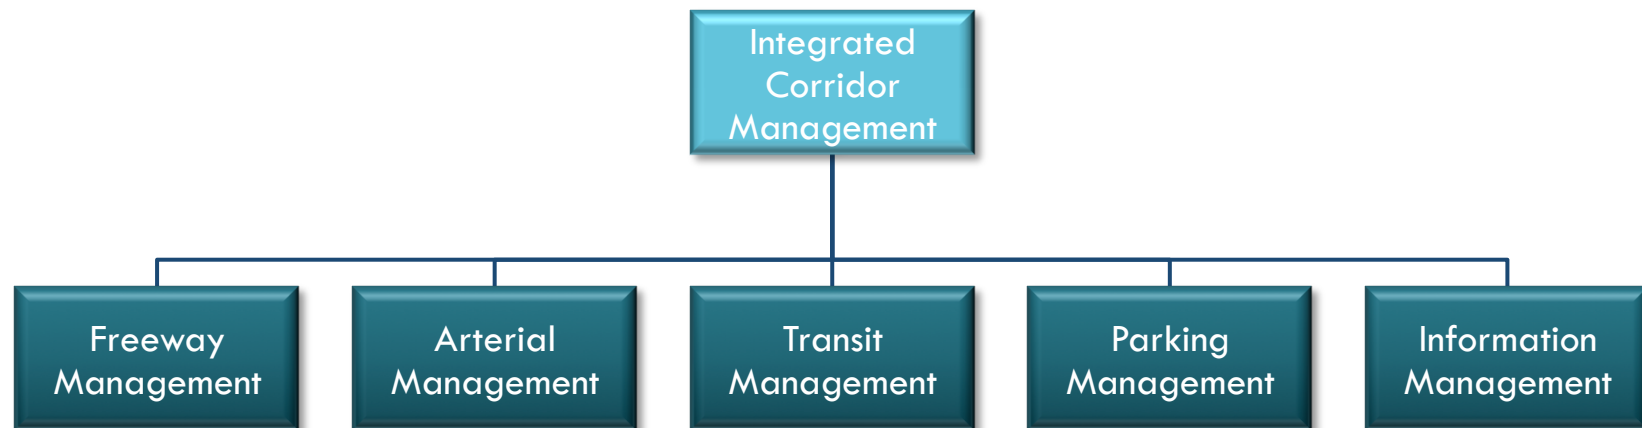 Integrated
Corridor
Management
Freeway
Management
Arterial
Management
Transit
Management
Parking
Management
Information
Management